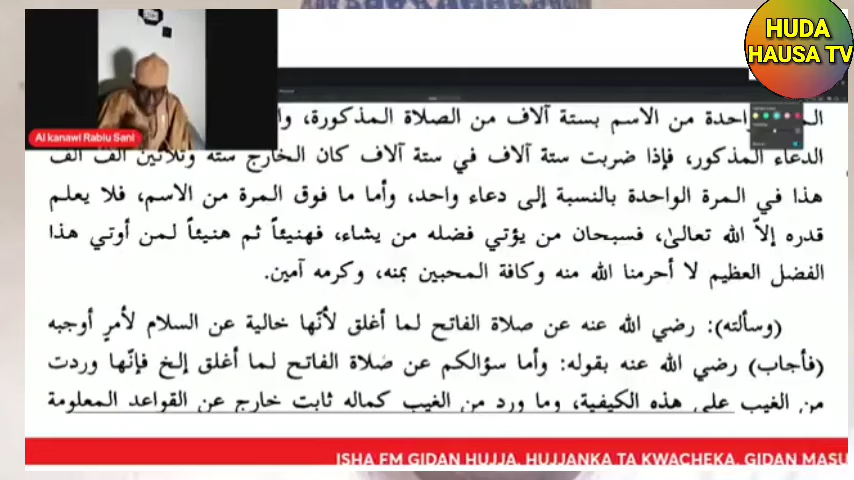 HUDA
HAUSA TV
Al kanawi Rabiu Sani
واحدة من الاسم بستة آلاف من الصلاة المذكورة،
الدعاء المذكور، فإذا ضربت ستة آلاف في ستة آلاف كان الخارج ستة وثلاثين ألف ألف
هذا في المرة الواحدة بالنسبة إلى دعاء واحد، وأما ما فوق المرة من الاسم، فلا يعلم
قدره إلاّ الله تعالىٰ، فسبحان من يؤتي فضله من يشاء، فهنيئاً ثم هنيئاً لمن أوتي هذا
الفضل العظيم لا أحرمنا الله منه وكافة المحبين بمنه، وكرمه آمين.
(وسألته): رضي الله عنه عن صلاة الفاتح لما أغلق لأنّها خالية عن السلام لأمرٍ أوجبه
(فأجاب) رضي الله عنه بقوله: وأما سؤالكم عن صَلاة الفاتح لما أغلق إلخ فإنّها وردت
من الغيب على هذه الكيفية، وما ورد من الغيب كماله ثابت خارج عن القواعد المعلومة
ISHA FM GIDAN HUJJA, HUJJANKA TA KWACHEKA, GIDAN MASU